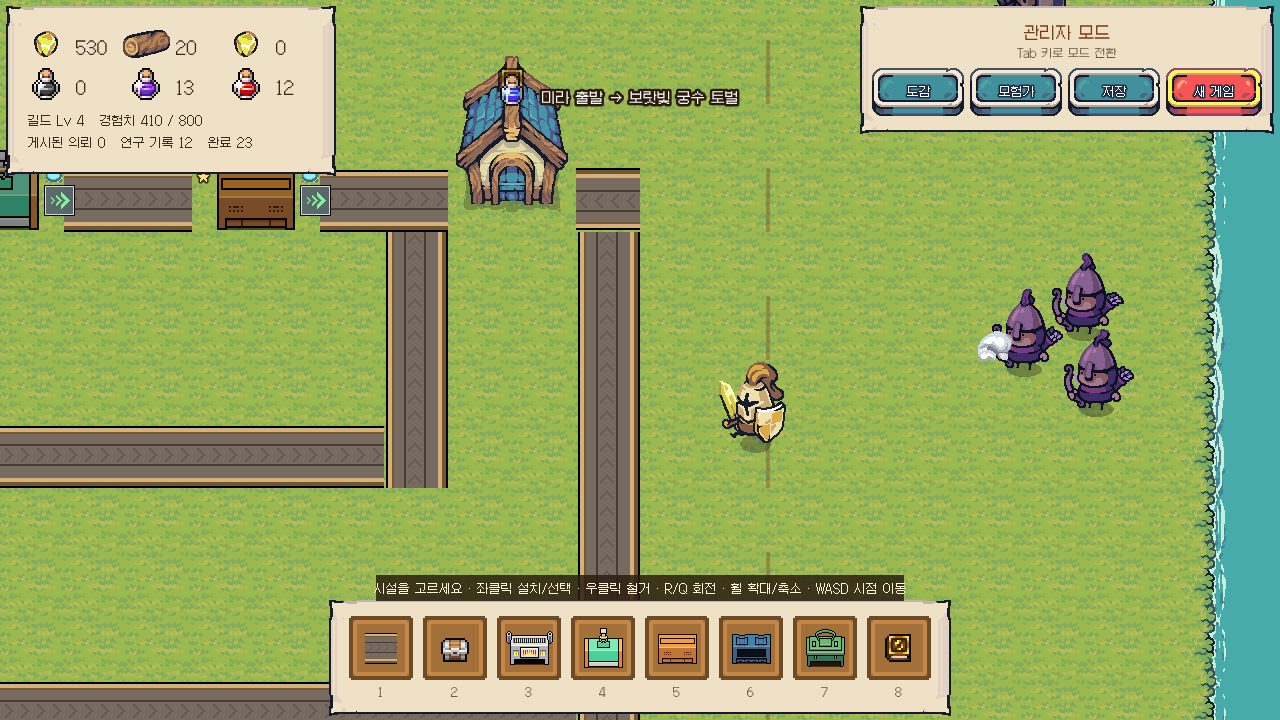 530 20 0
0 13 12
길드 Lv 4 경험치 410 / 800
게시된 의뢰 0 연구 기록 12 완료 23
미라 출발 → 보랏빛 궁수 토벌
관리자 모드
Tab 키로 모드 전환
도감 모험가 저장 새 게임
시설을 고르세요 · 좌클릭 설치/선택 · 우클릭 철거 · R/Q 회전 · 휠 확대/축소 · WASD 시점 이동
1 2 3 4 5 6 7 8